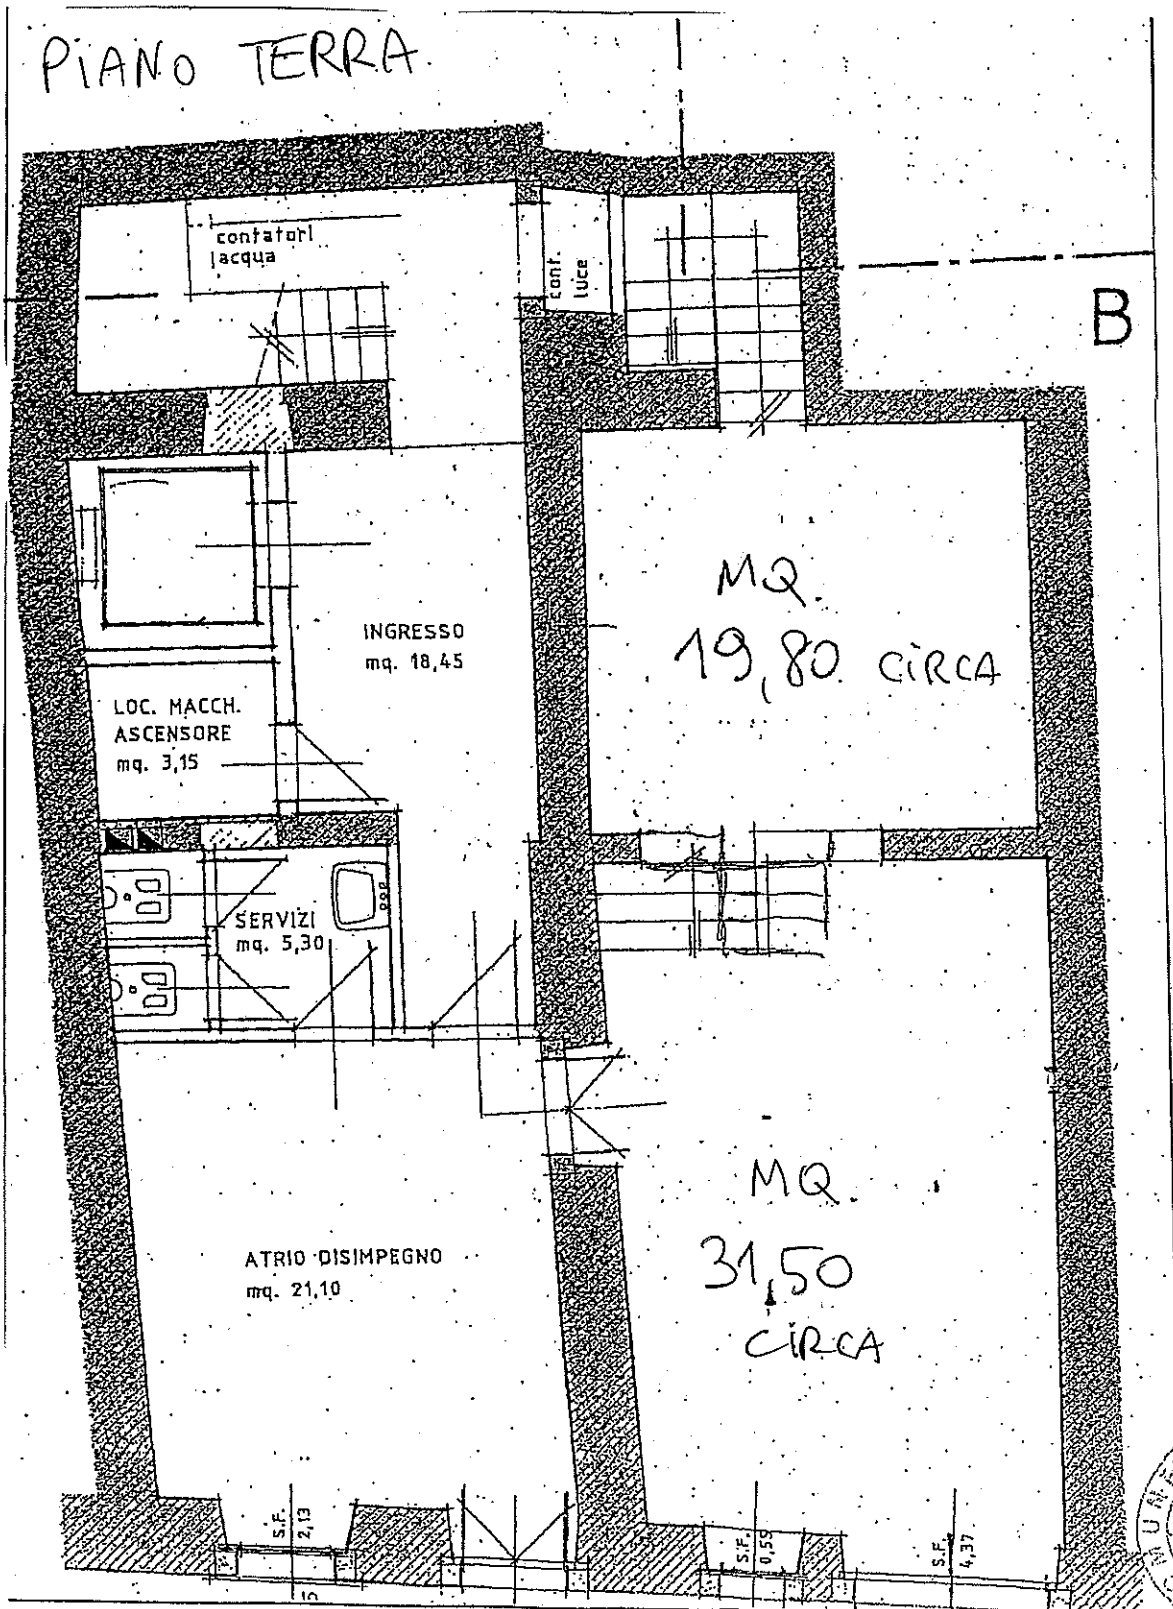 PIANO TERRA.
contatori
acqua
cont.
luce
B
INGRESSO
mq. 18,45
MQ.
19,80 CIRCA
LOC. MACCH.
ASCENSORE
mq. 3,15
SERVIZI
mq. 5,30
MQ.
31,50
CIRCA
ATRIO DISIMPEGNO
mq. 21,10
S.F.
2,13
S.F.
0,55
S.F.
4,37
MUNE